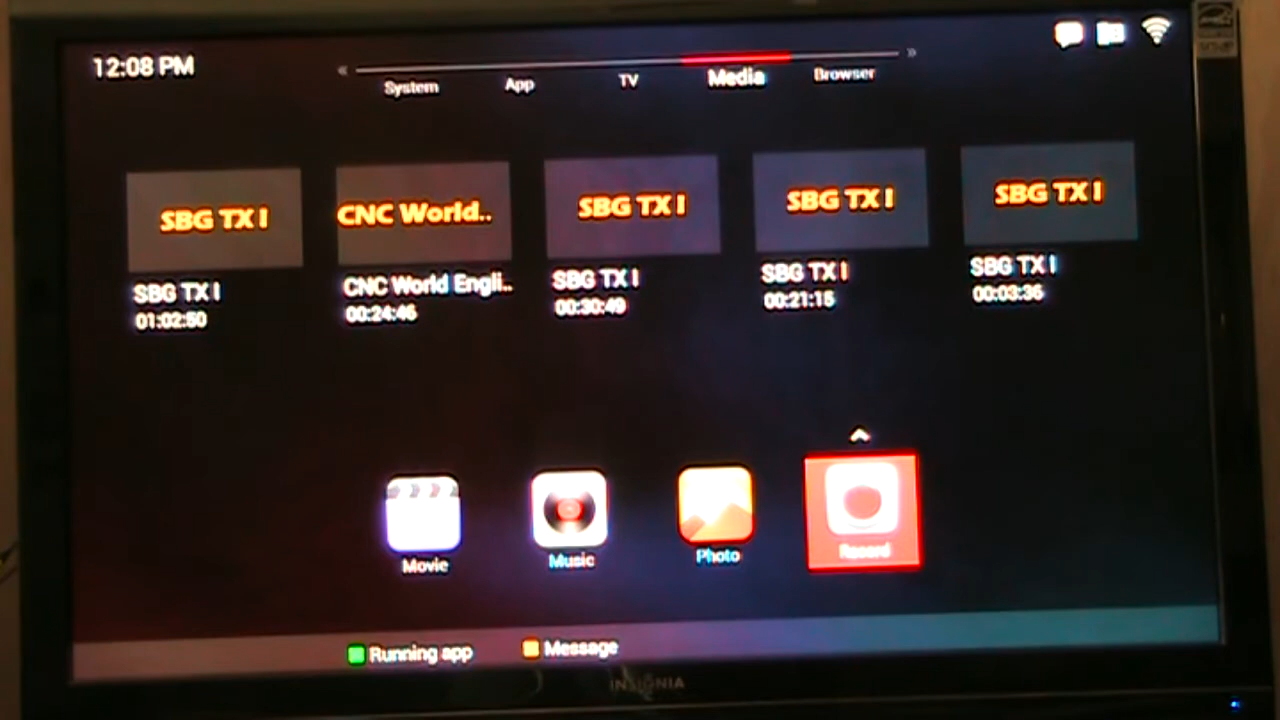 12:08 PM
« »
System App TV Media Browser
SBG TX I CNC World.. SBG TX I SBG TX I SBG TX I
SBG TX I CNC World Engli.. SBG TX I SBG TX I SBG TX I
01:02:50 00:24:46 00:30:49 00:21:15 00:03:36
Movie Music Photo Record
Running app Message
INSIGNIA